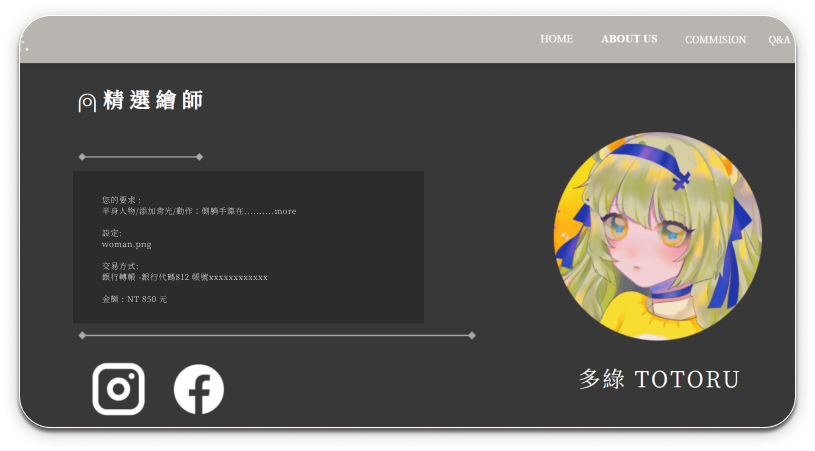 HOME ABOUT US COMMISION Q&A
精選繪師
您的要求 :
半身人物/添加背光/動作：側躺手靠在..........more
設定:
woman.png
交易方式:
銀行轉帳 -銀行代碼812 帳號xxxxxxxxxxxx
金額 : NT 850 元
多綠 TOTORU